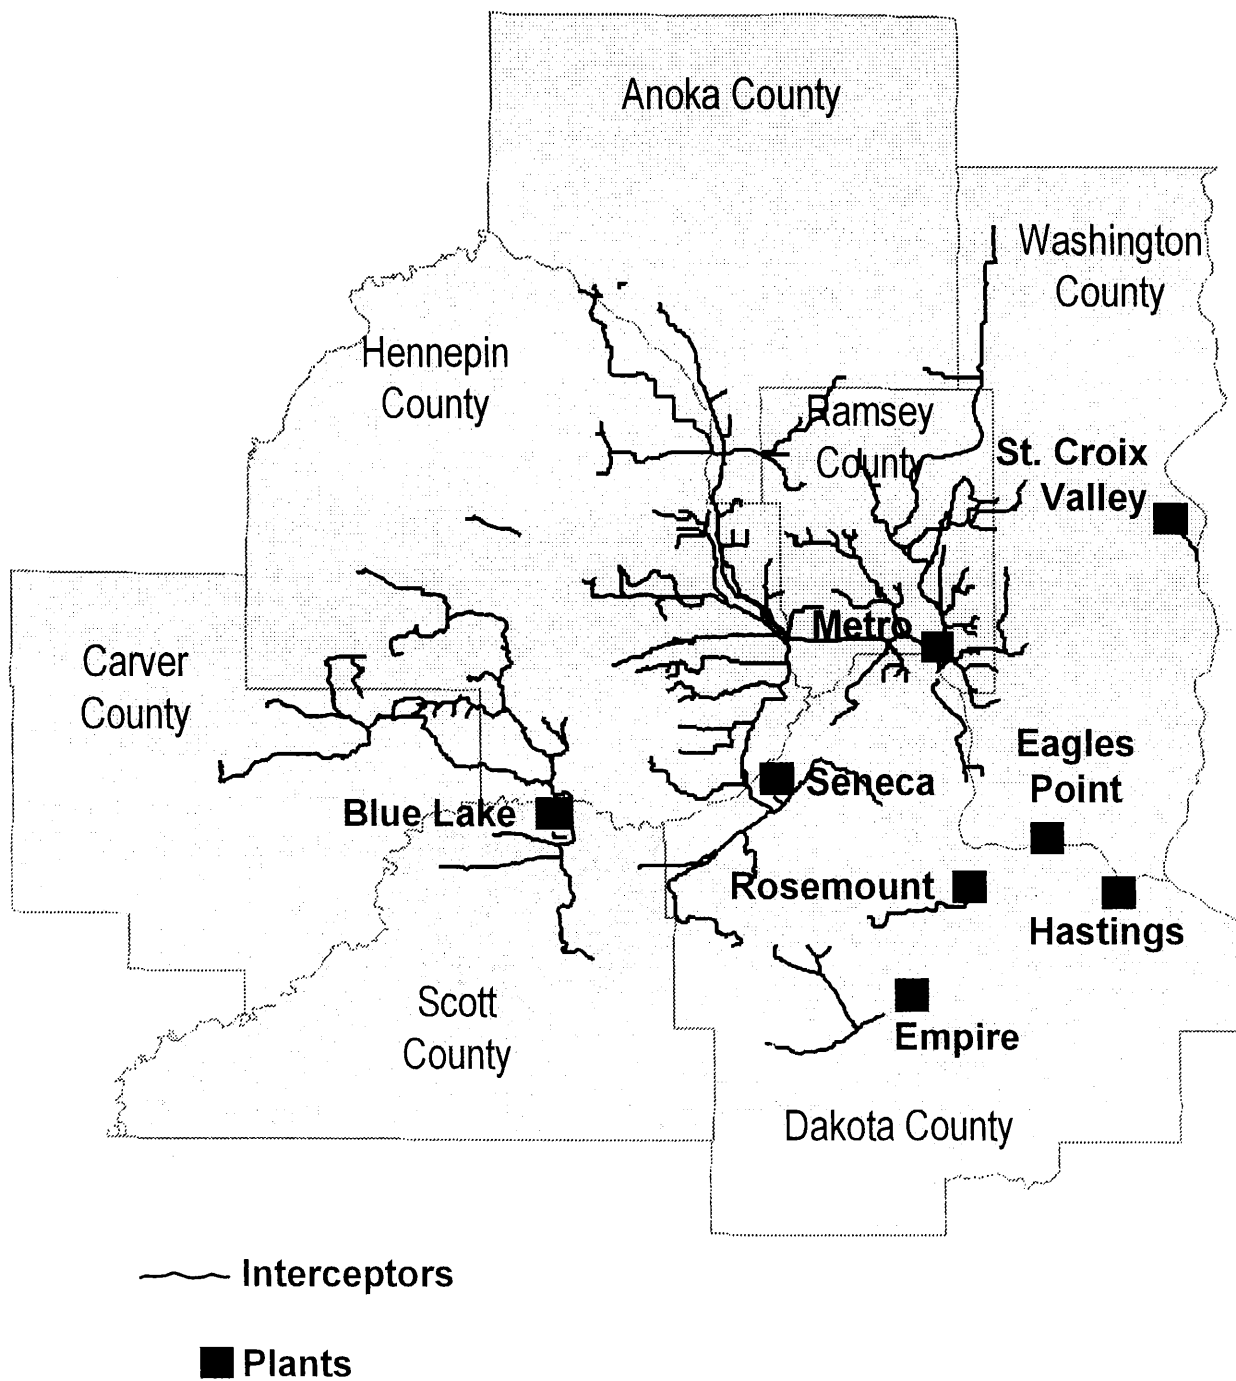 Anoka County
Washington
County
Hennepin
County
Ramsey
County
St. Croix
Valley
Metro
Carver
County
Eagles
Point
Seneca
Blue Lake
Rosemount
Hastings
Scott
County
Empire
Dakota County
Interceptors
Plants